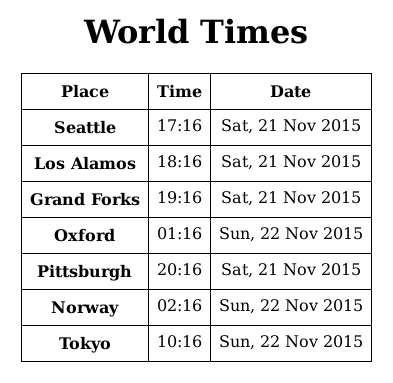 World Times
Place Time Date
Seattle 17:16 Sat, 21 Nov 2015
Los Alamos 18:16 Sat, 21 Nov 2015
Grand Forks 19:16 Sat, 21 Nov 2015
Oxford 01:16 Sun, 22 Nov 2015
Pittsburgh 20:16 Sat, 21 Nov 2015
Norway 02:16 Sun, 22 Nov 2015
Tokyo 10:16 Sun, 22 Nov 2015